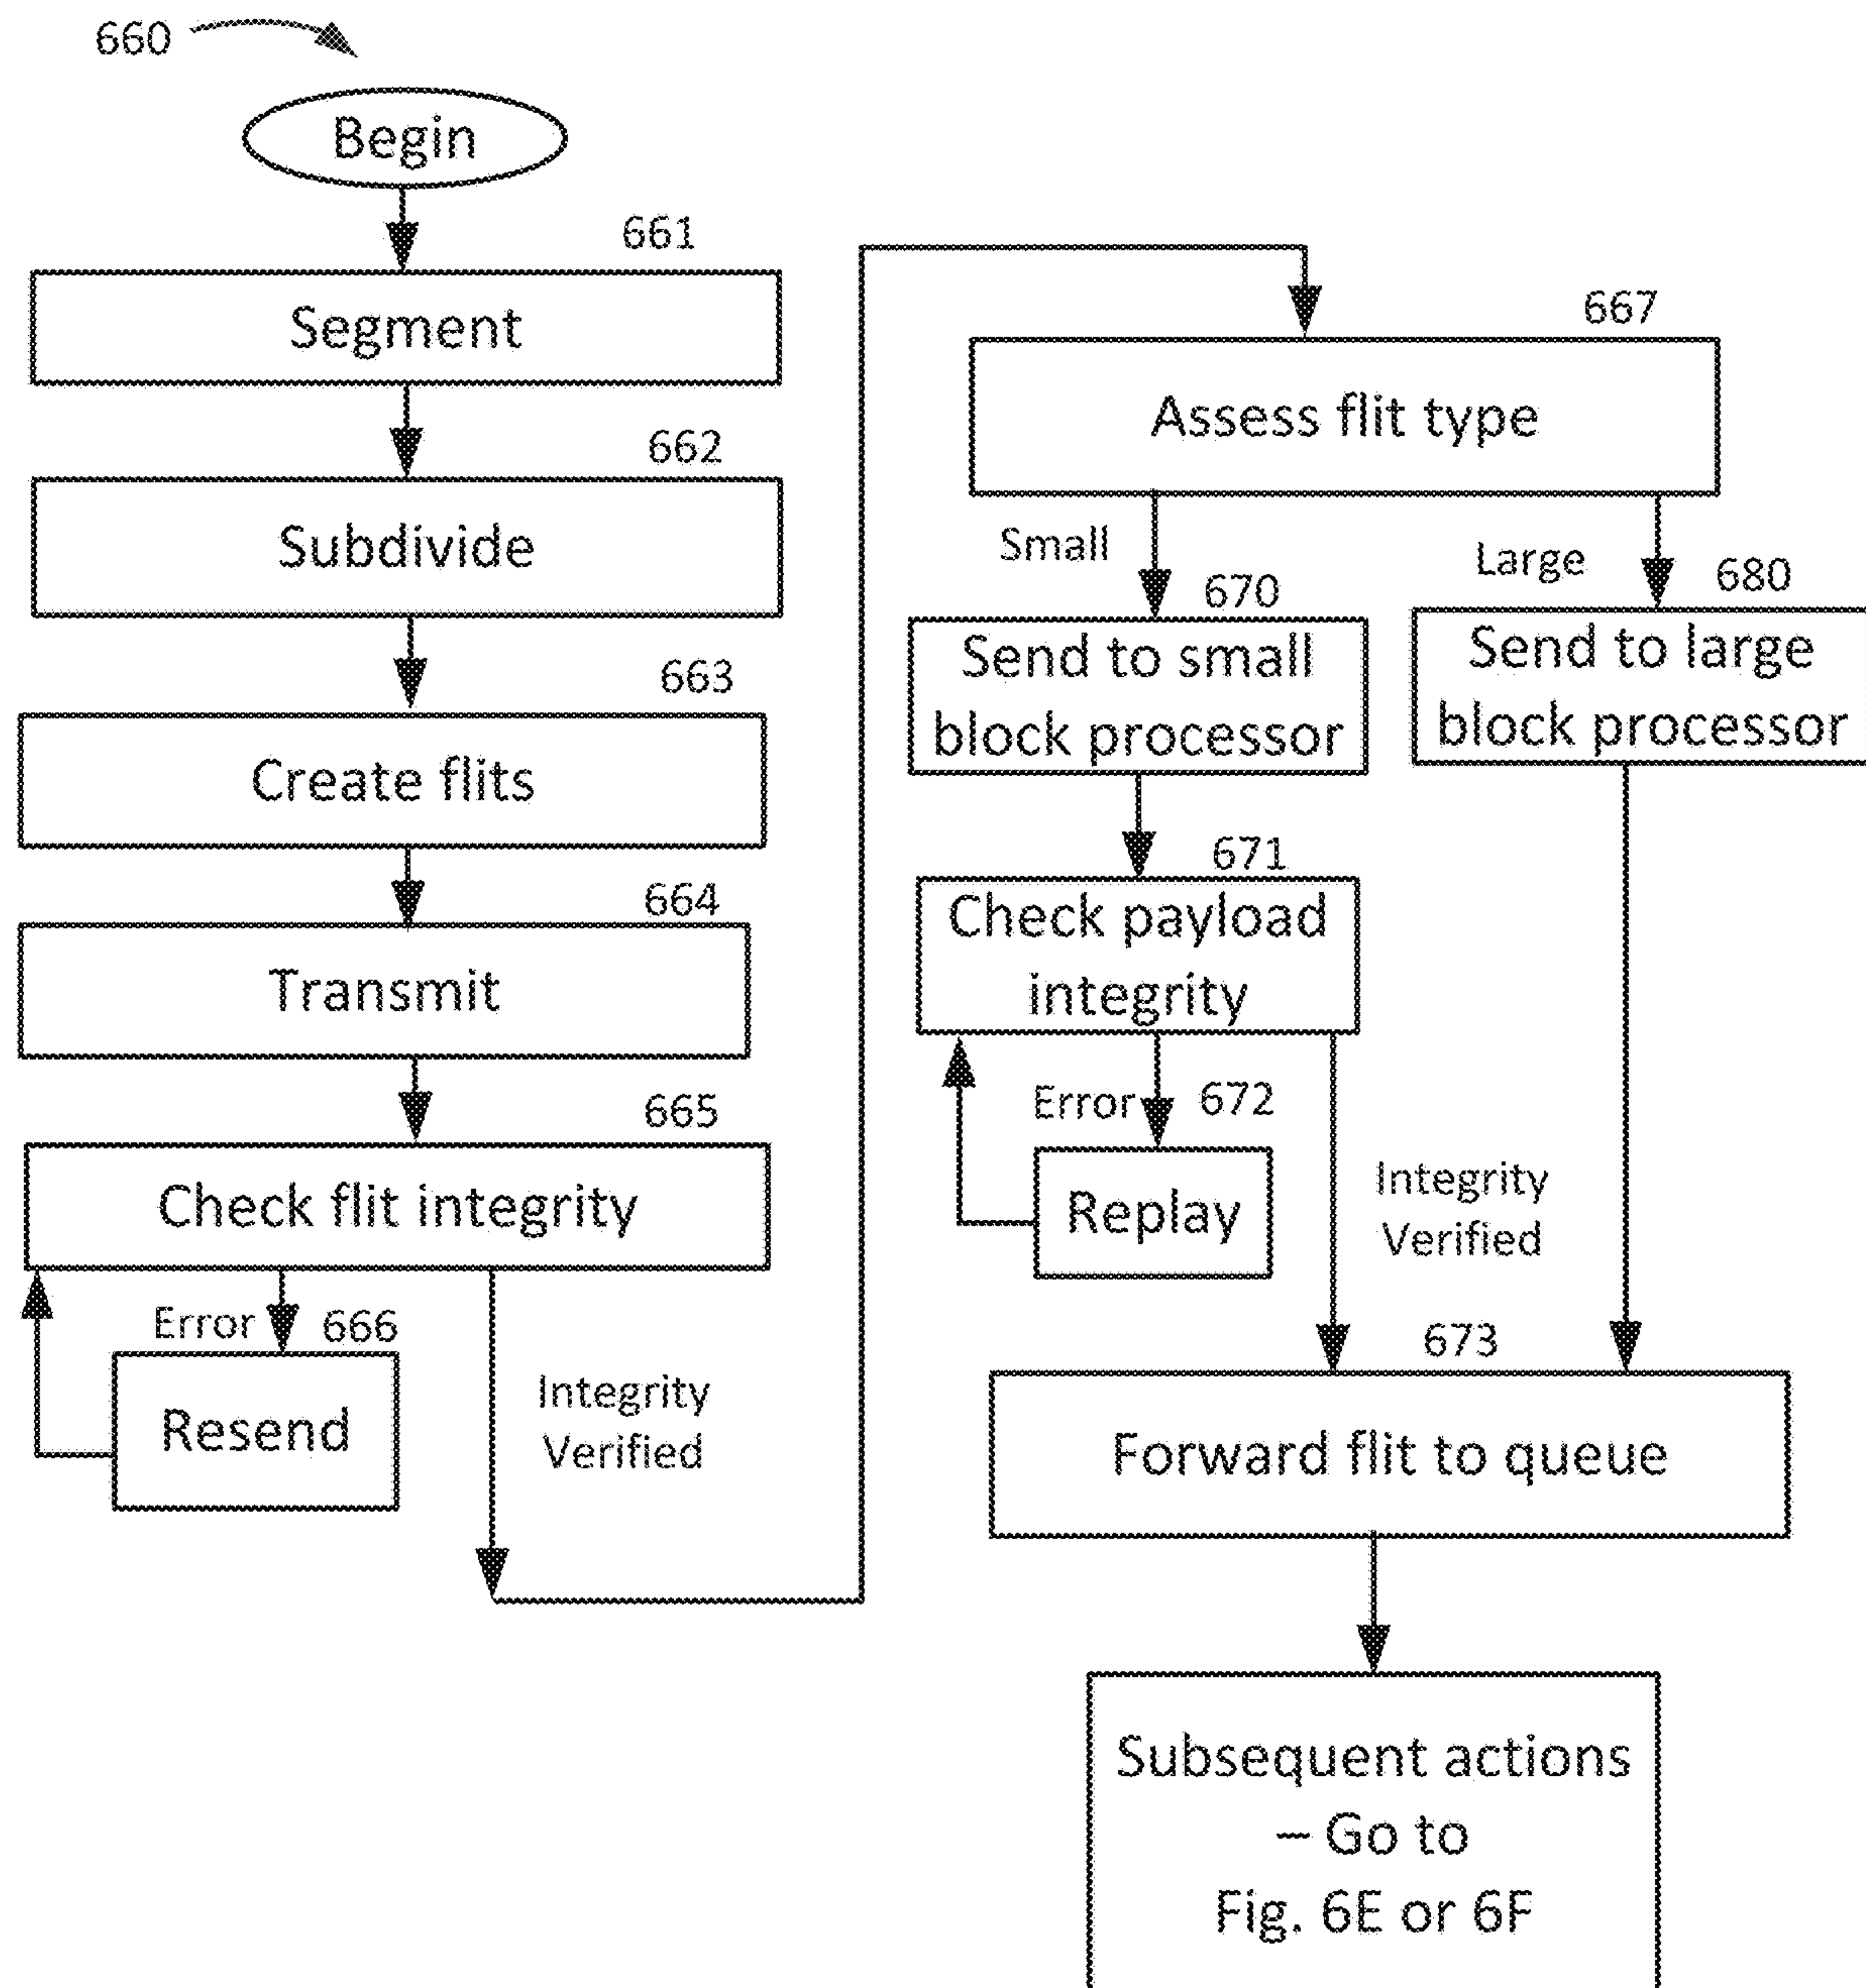 660
Begin
661
Segment
662
Subdivide
663
Create flits
664
Transmit
665
Check flit integrity
Error
666
Resend
Integrity
Verified
667
Assess flit type
Small
Large
670
680
Send to small
block processor
Send to large
block processor
671
Check payload
integrity
Error
672
Replay
Integrity
Verified
673
Forward flit to queue
Subsequent actions
– Go to
Fig. 6E or 6F